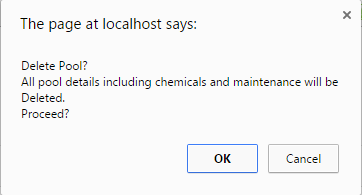 The page at localhost says:
Delete Pool?
All pool details including chemicals and maintenance will be
Deleted.
Proceed?
OK
Cancel